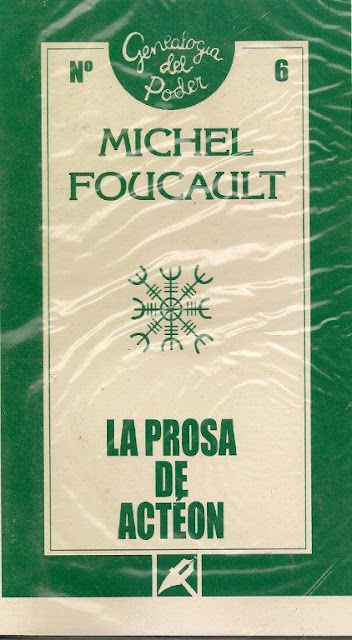 Genealogía
del
Poder
Nº 6
MICHEL
FOUCAULT
LA PROSA
DE
ACTÉON